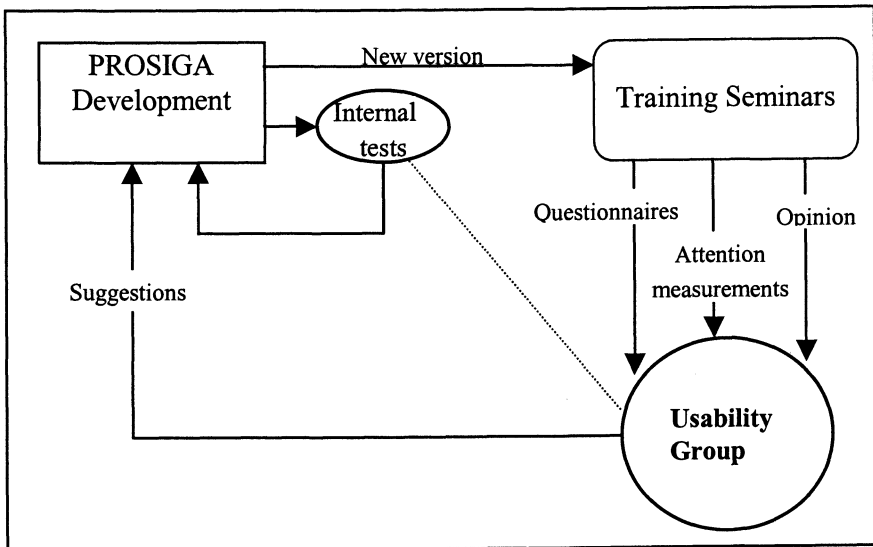 PROSIGA
Development
New version
Internal
tests
Training Seminars
Questionnaires
Opinion
Attention
measurements
Suggestions
Usability
Group